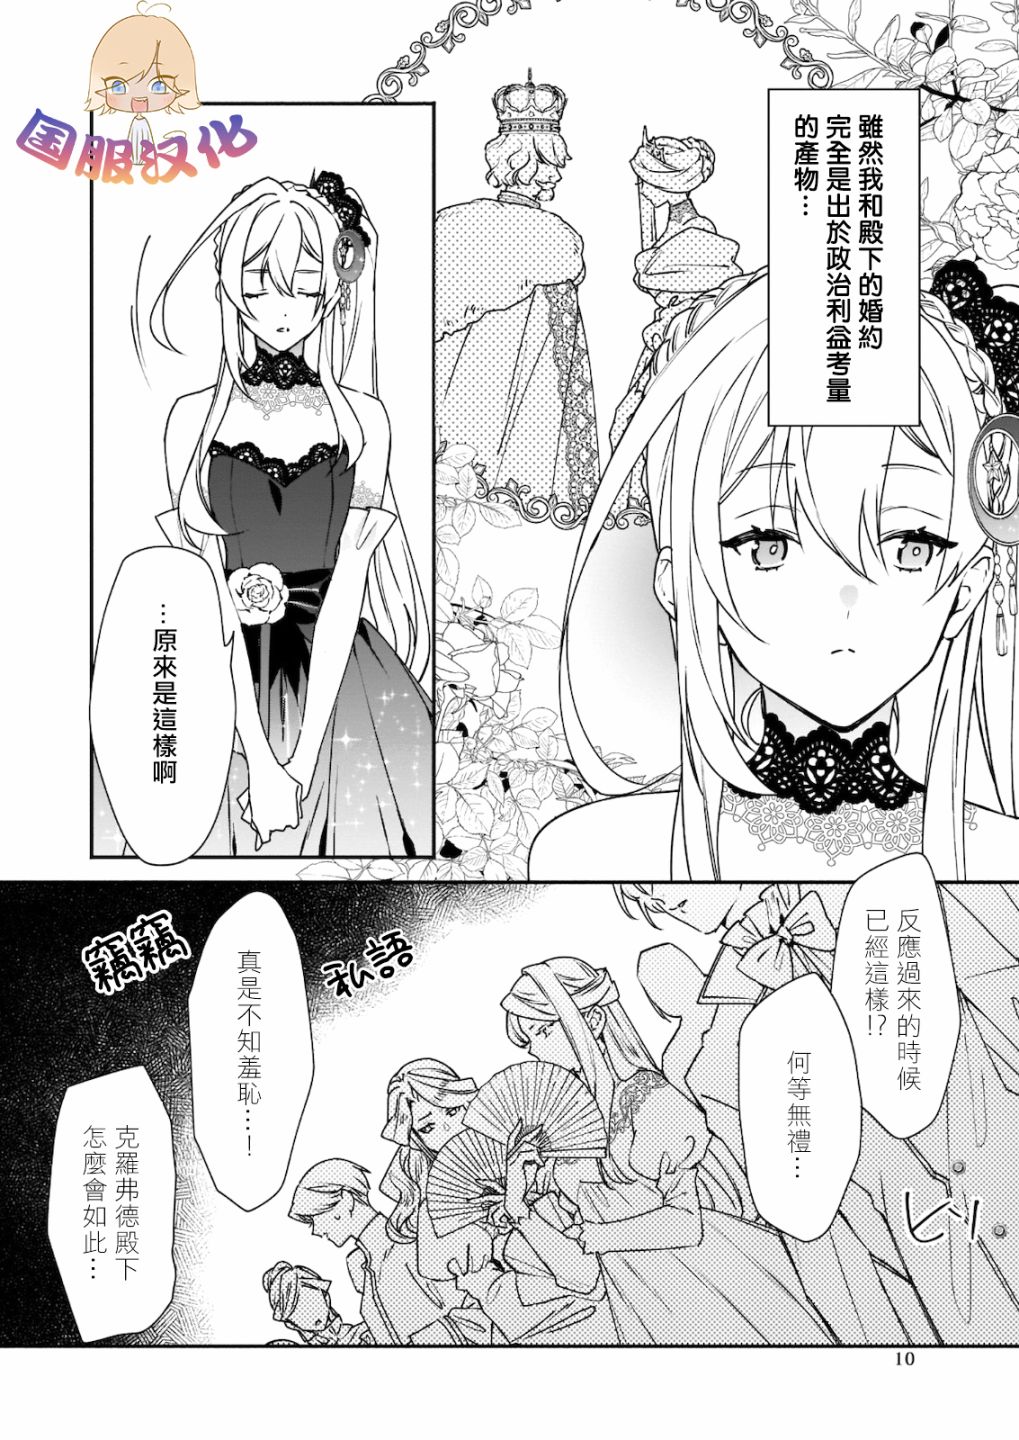 雖然我和殿下的婚約
完全是出於政治利益考量
的產物…
国服汉化
…原來是這樣啊
反應過來的時候
已經這樣!?
何等無禮…
私語
竊竊
真是不知羞恥…！
克羅弗德殿下
怎麼會如此…
ヒソ
10